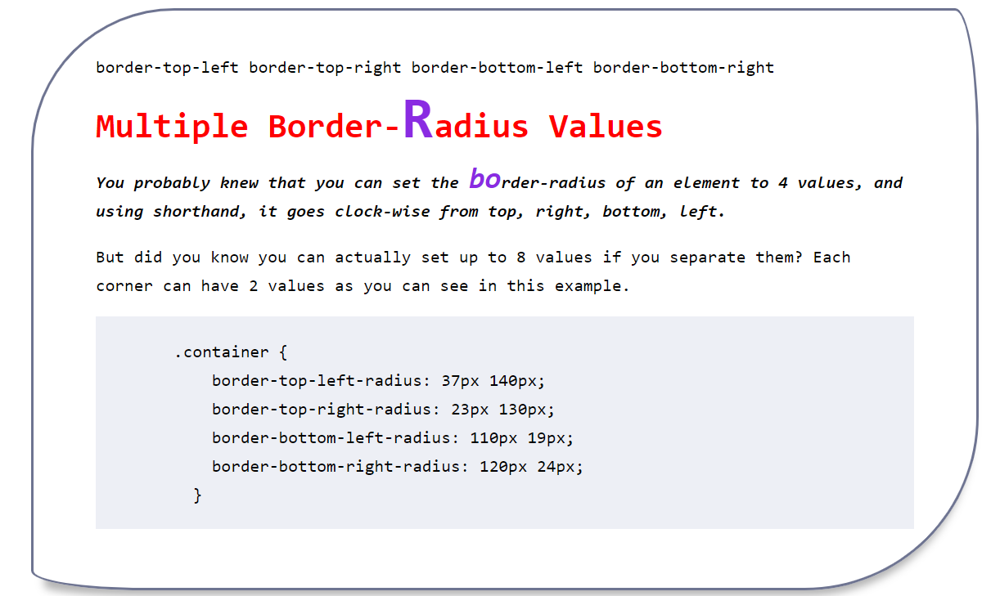 border-top-left border-top-right border-bottom-left border-bottom-right
Multiple Border-Radius Values
You probably knew that you can set the border-radius of an element to 4 values, and
using shorthand, it goes clock-wise from top, right, bottom, left.
But did you know you can actually set up to 8 values if you separate them? Each
corner can have 2 values as you can see in this example.
.container {
border-top-left-radius: 37px 140px;
border-top-right-radius: 23px 130px;
border-bottom-left-radius: 110px 19px;
border-bottom-right-radius: 120px 24px;
}